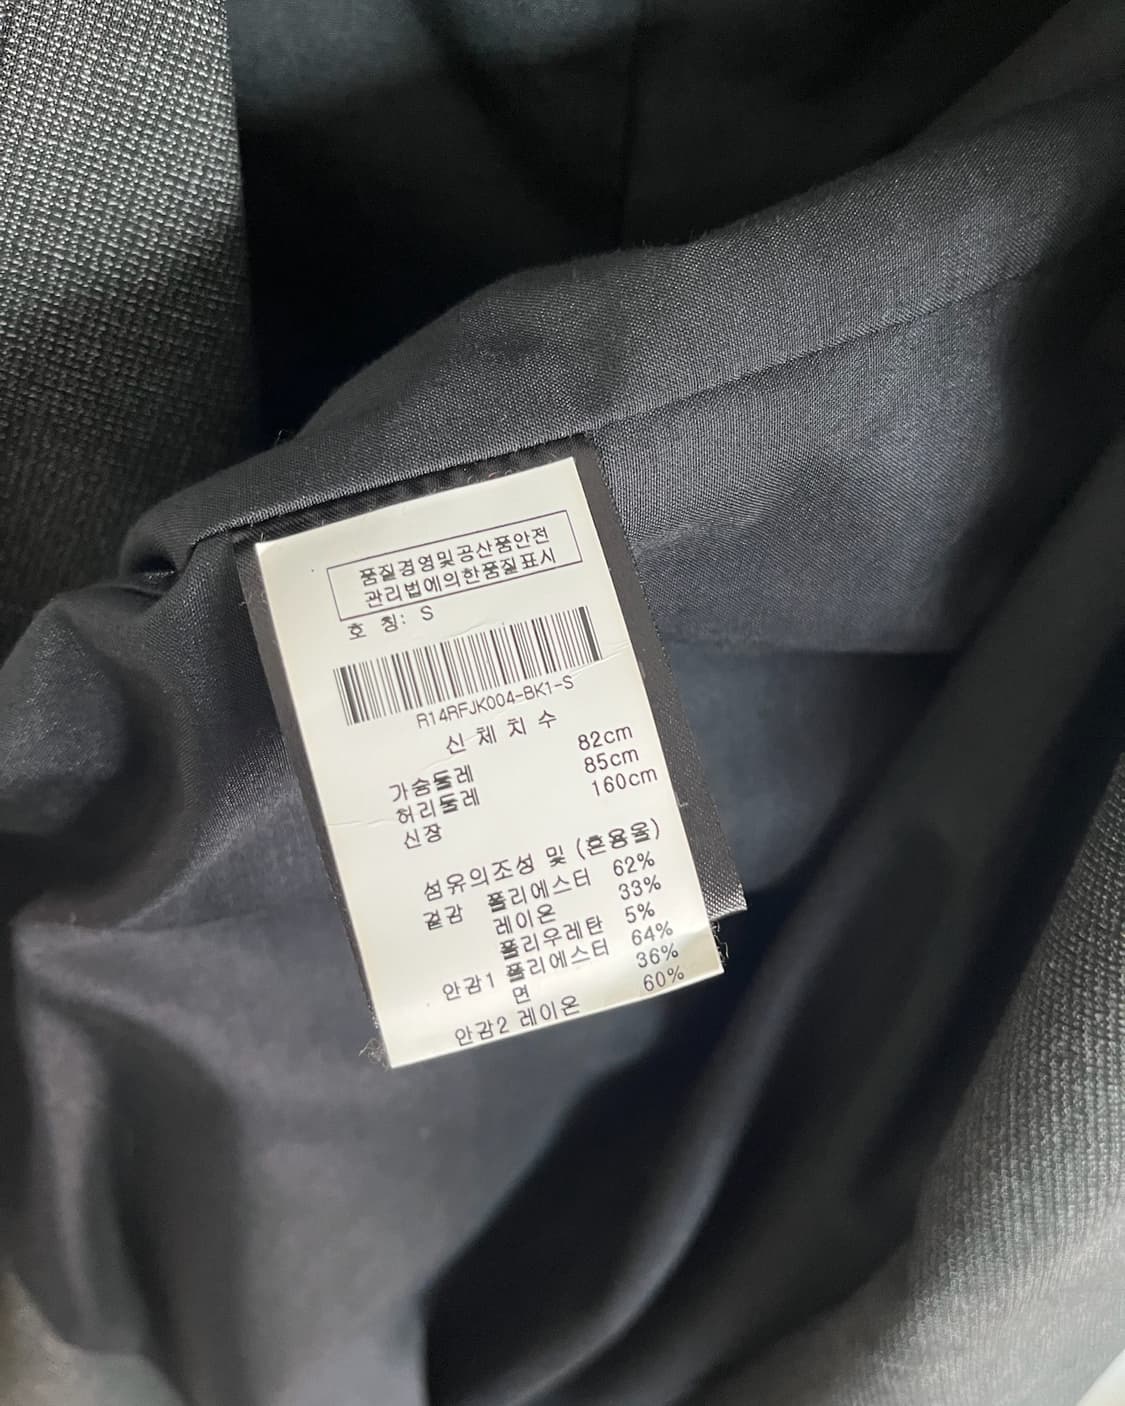 품질경영및공산품안전
관리법에의한품질표시
호 칭: S
R14RFJK004-BK1-S
신 체 치 수
가슴둘레 82cm
허리둘레 85cm
신장 160cm
섬유의조성 및 (혼용율)
겉감 폴리에스터 62%
레이온 33%
폴리우레탄 5%
안감1 폴리에스터 64%
면 36%
안감2 레이온 60%